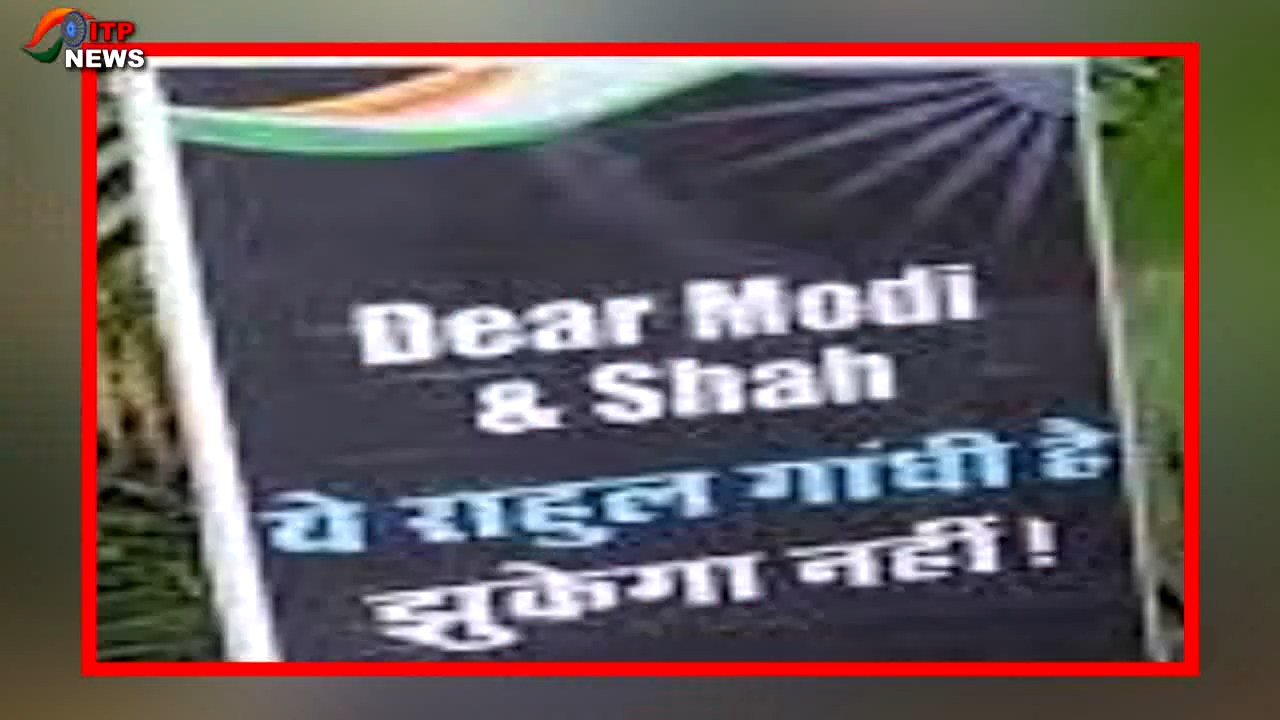 ITP
NEWS
Dear Modi
& Shah
ये राहुल गांधी है
झुकेगा नहीं!